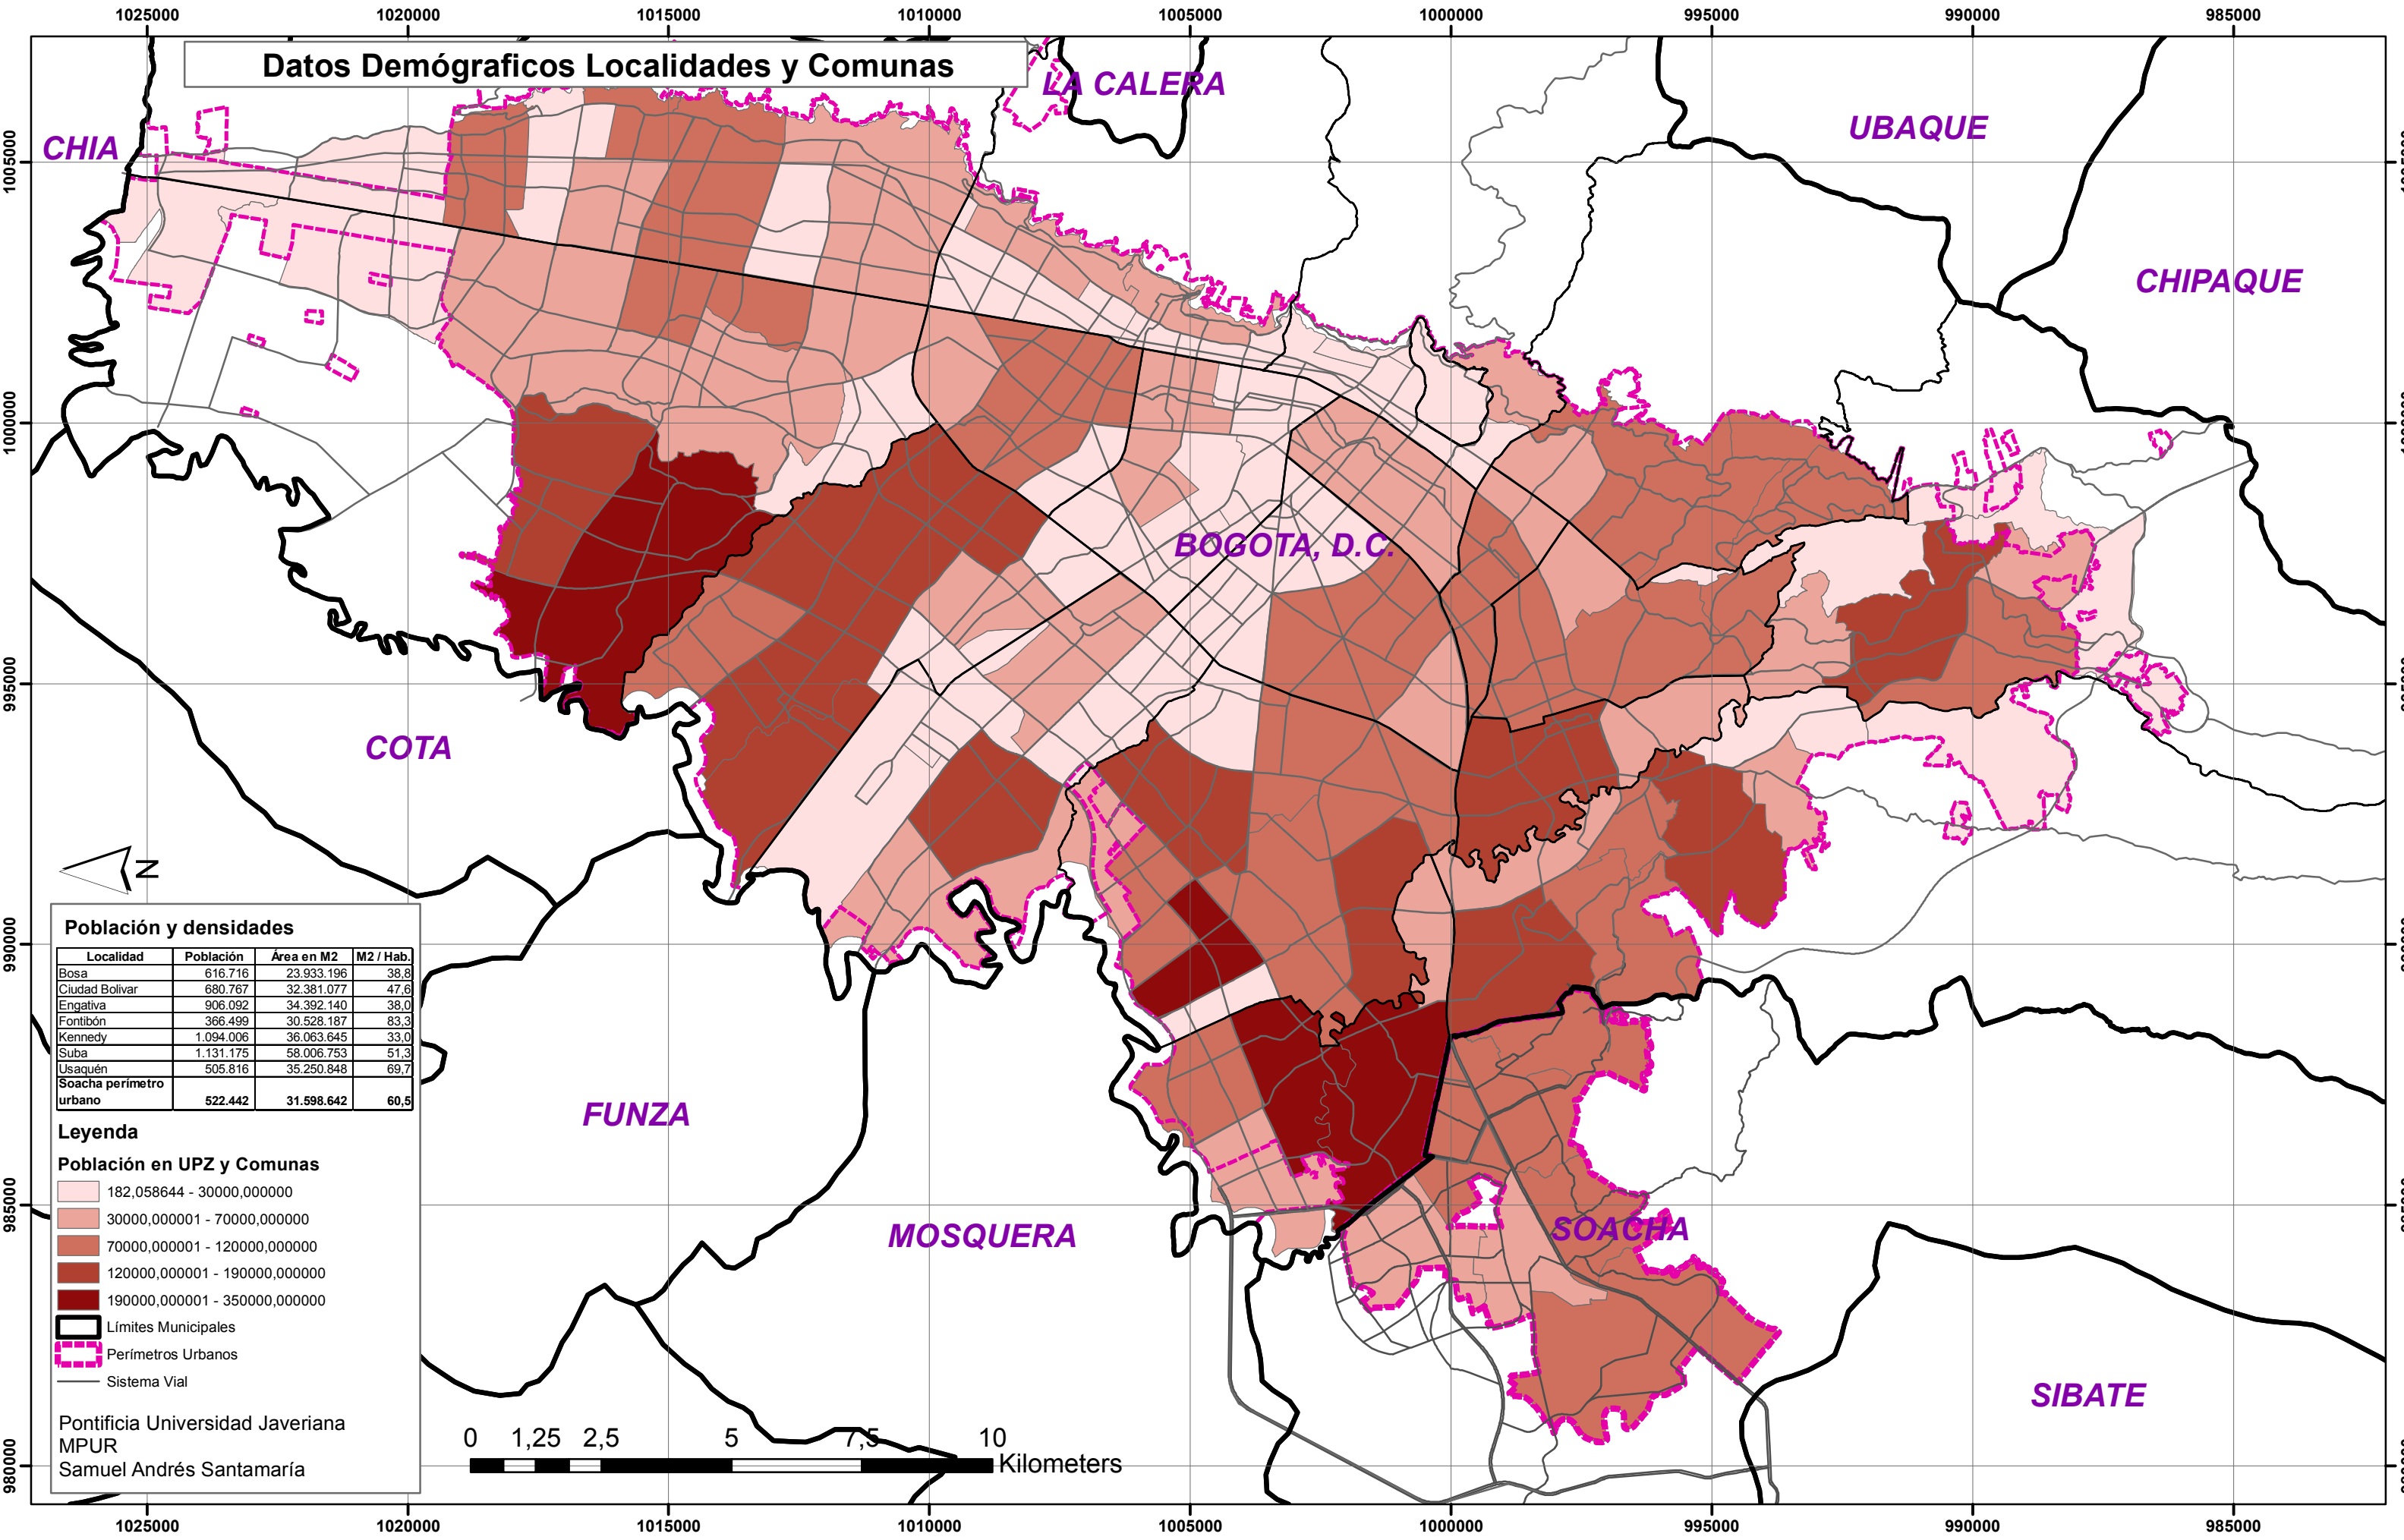 1025000 1020000 1015000 1010000 1005000 1000000 995000 990000 985000
Datos Demógraficos Localidades y Comunas
LA CALERA
UBAQUE
CHIA
CHIPAQUE
BOGOTA, D.C.
COTA
FUNZA
MOSQUERA
SOACHA
SIBATE
1005000
1000000
995000
990000
985000
980000
N
Población y densidades
Localidad Población Área en M2 M2 / Hab.
Bosa 616.716 23.933.196 38,8
Ciudad Bolivar 680.767 32.381.077 47,6
Engativa 906.092 34.392.140 38,0
Fontibón 366.499 30.528.187 83,3
Kennedy 1.094.006 36.063.645 33,0
Suba 1.131.175 58.006.753 51,3
Usaquén 505.816 35.250.848 69,7
Soacha perímetro
urbano 522.442 31.598.642 60,5
Leyenda
Población en UPZ y Comunas
182,058644 - 30000,000000
30000,000001 - 70000,000000
70000,000001 - 120000,000000
120000,000001 - 190000,000000
190000,000001 - 350000,000000
Límites Municipales
Perímetros Urbanos
Sistema Vial
Pontificia Universidad Javeriana
MPUR
Samuel Andrés Santamaría
0 1,25 2,5 5 7,5 10
Kilometers
1025000 1020000 1015000 1010000 1005000 1000000 995000 990000 985000